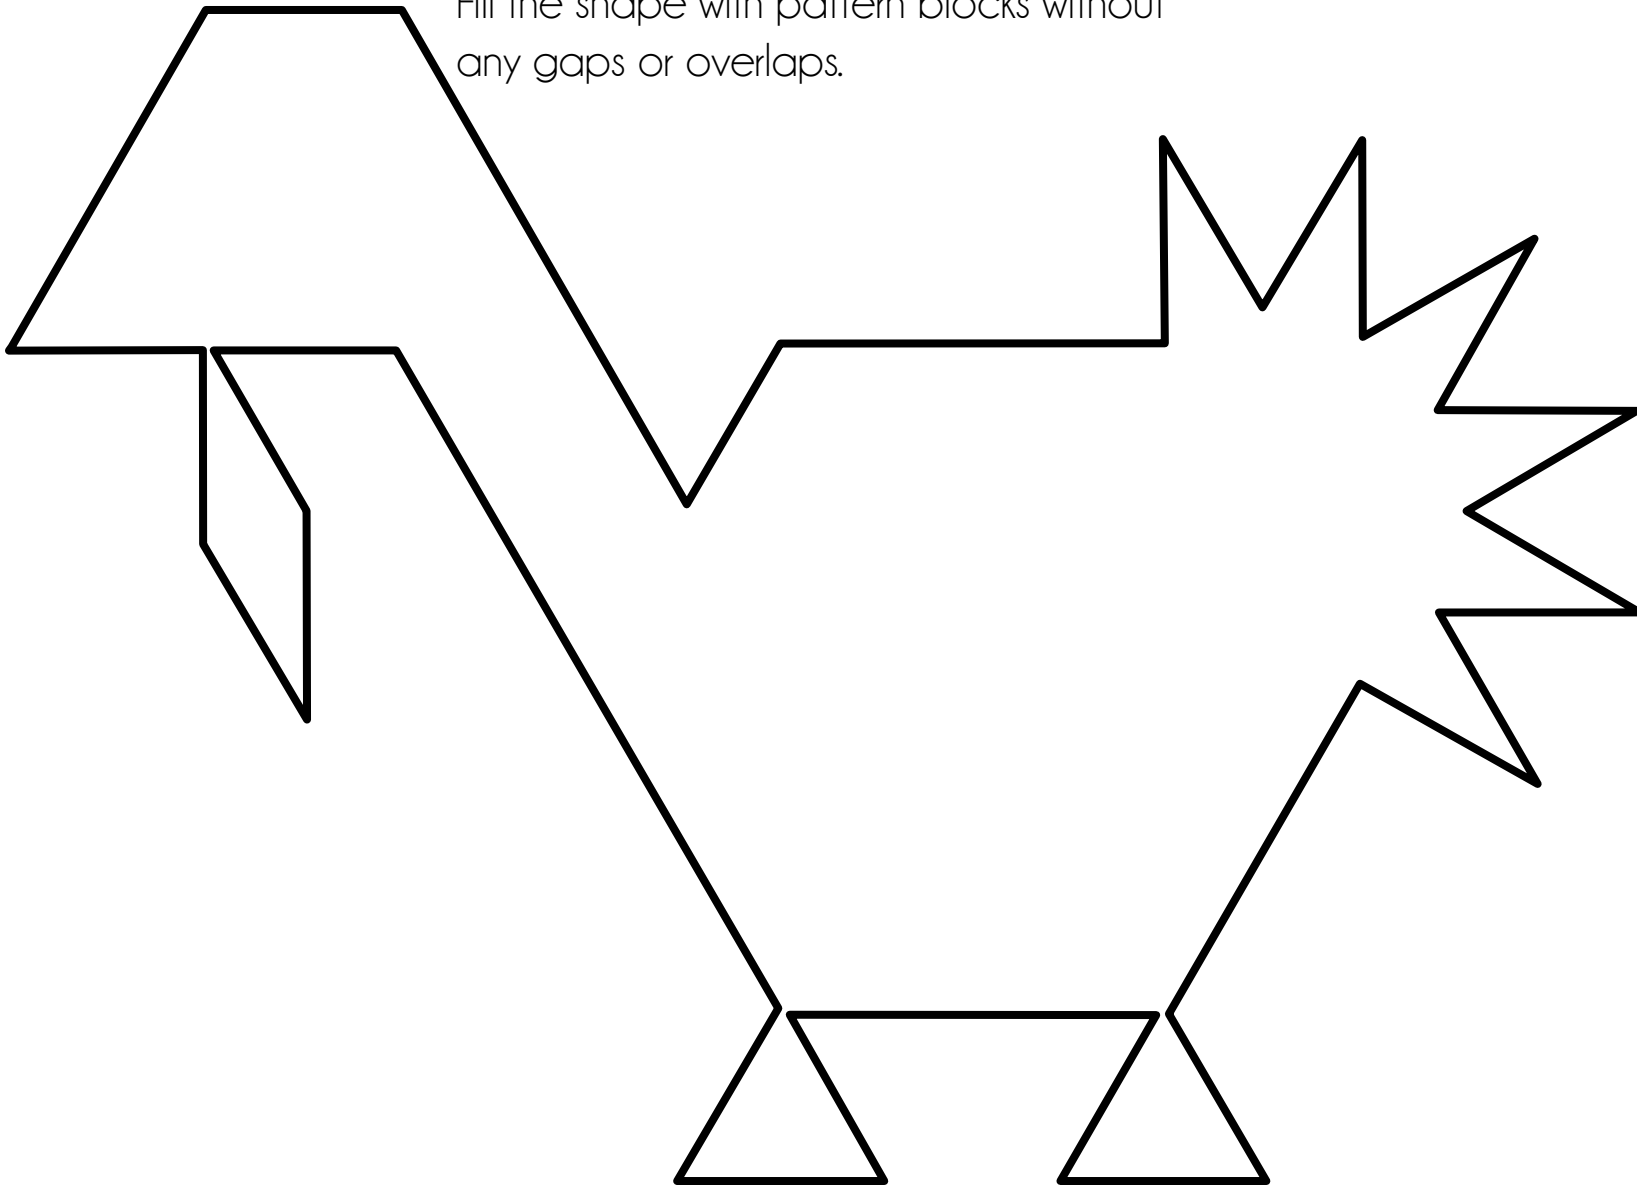 Fill the shape with pattern blocks without
any gaps or overlaps.